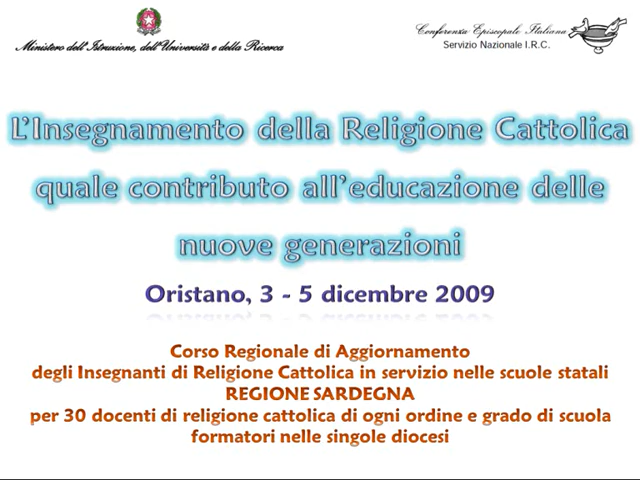 Ministero dell'Istruzione, dell'Università e della Ricerca
Conferenza Episcopale Italiana
Servizio Nazionale I.R.C.
L'Insegnamento della Religione Cattolica
quale contributo all'educazione delle
nuove generazioni
Oristano, 3 - 5 dicembre 2009
Corso Regionale di Aggiornamento
degli Insegnanti di Religione Cattolica in servizio nelle scuole statali
REGIONE SARDEGNA
per 30 docenti di religione cattolica di ogni ordine e grado di scuola
formatori nelle singole diocesi